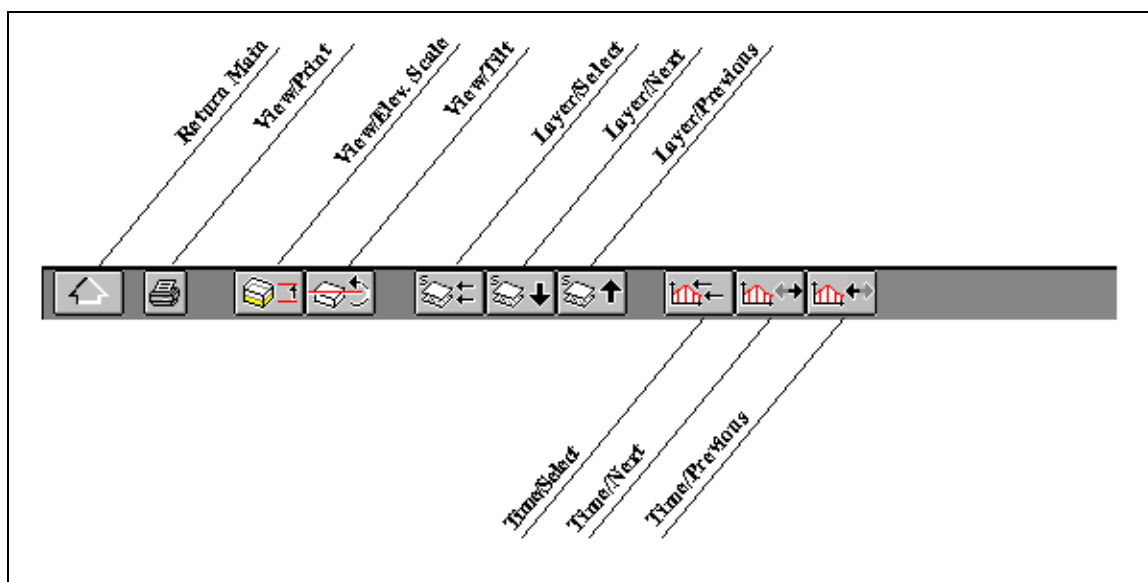 Return Main
View/Print
View/Elev. Scale
View/Tilt
Layer/Select
Layer/Next
Layer/Previous
S
S
S
Time/Select
Time/Next
Time/Previous